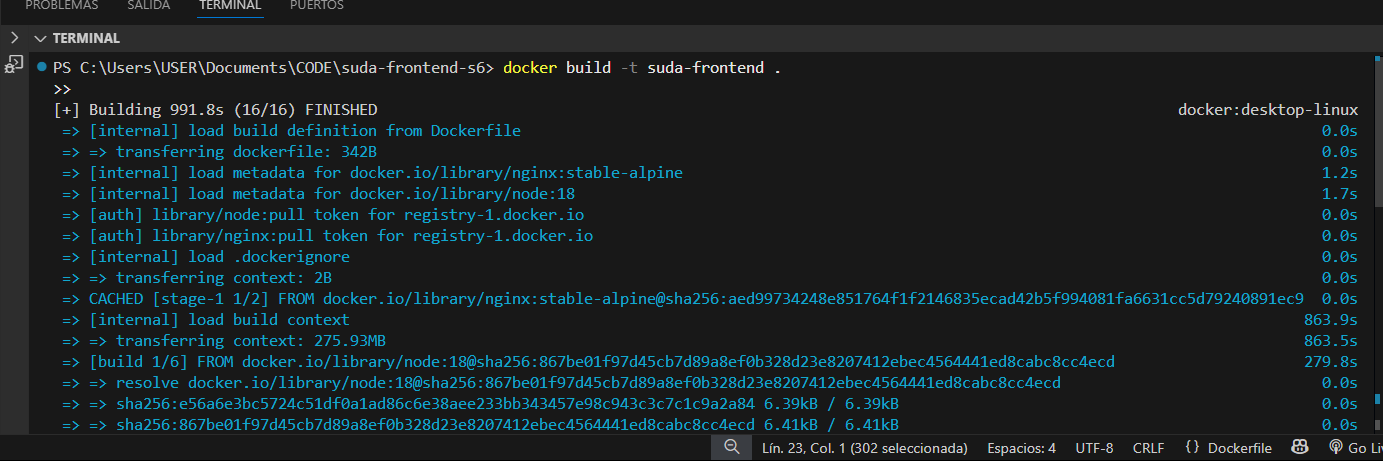 PROBLEMAS SALIDA TERMINAL PUERTOS
TERMINAL
PS C:\Users\USER\Documents\CODE\suda-frontend-s6> docker build -t suda-frontend .
>>
[+] Building 991.8s (16/16) FINISHED docker:desktop-linux
=> [internal] load build definition from Dockerfile 0.0s
=> => transferring dockerfile: 342B 0.0s
=> [internal] load metadata for docker.io/library/nginx:stable-alpine 1.2s
=> [internal] load metadata for docker.io/library/node:18 1.7s
=> [auth] library/node:pull token for registry-1.docker.io 0.0s
=> [auth] library/nginx:pull token for registry-1.docker.io 0.0s
=> [internal] load .dockerignore 0.0s
=> => transferring context: 2B 0.0s
=> CACHED [stage-1 1/2] FROM docker.io/library/nginx:stable-alpine@sha256:aed99734248e851764f1f2146835ecad42b5f994081fa6631cc5d79240891ec9 0.0s
=> [internal] load build context 863.9s
=> => transferring context: 275.93MB 863.5s
=> [build 1/6] FROM docker.io/library/node:18@sha256:867be01f97d45cb7d89a8ef0b328d23e8207412ebec4564441ed8cabc8cc4ecd 279.8s
=> => resolve docker.io/library/node:18@sha256:867be01f97d45cb7d89a8ef0b328d23e8207412ebec4564441ed8cabc8cc4ecd 0.0s
=> => sha256:e56a6e3bc5724c51df0a1ad86c6e38aee233bb343457e98c943c3c7c1c9a2a84 6.39kB / 6.39kB 0.0s
=> => sha256:867be01f97d45cb7d89a8ef0b328d23e8207412ebec4564441ed8cabc8cc4ecd 6.41kB / 6.41kB 0.0s
Lín. 23, Col. 1 (302 seleccionada) Espacios: 4 UTF-8 CRLF {} Dockerfile Go Li